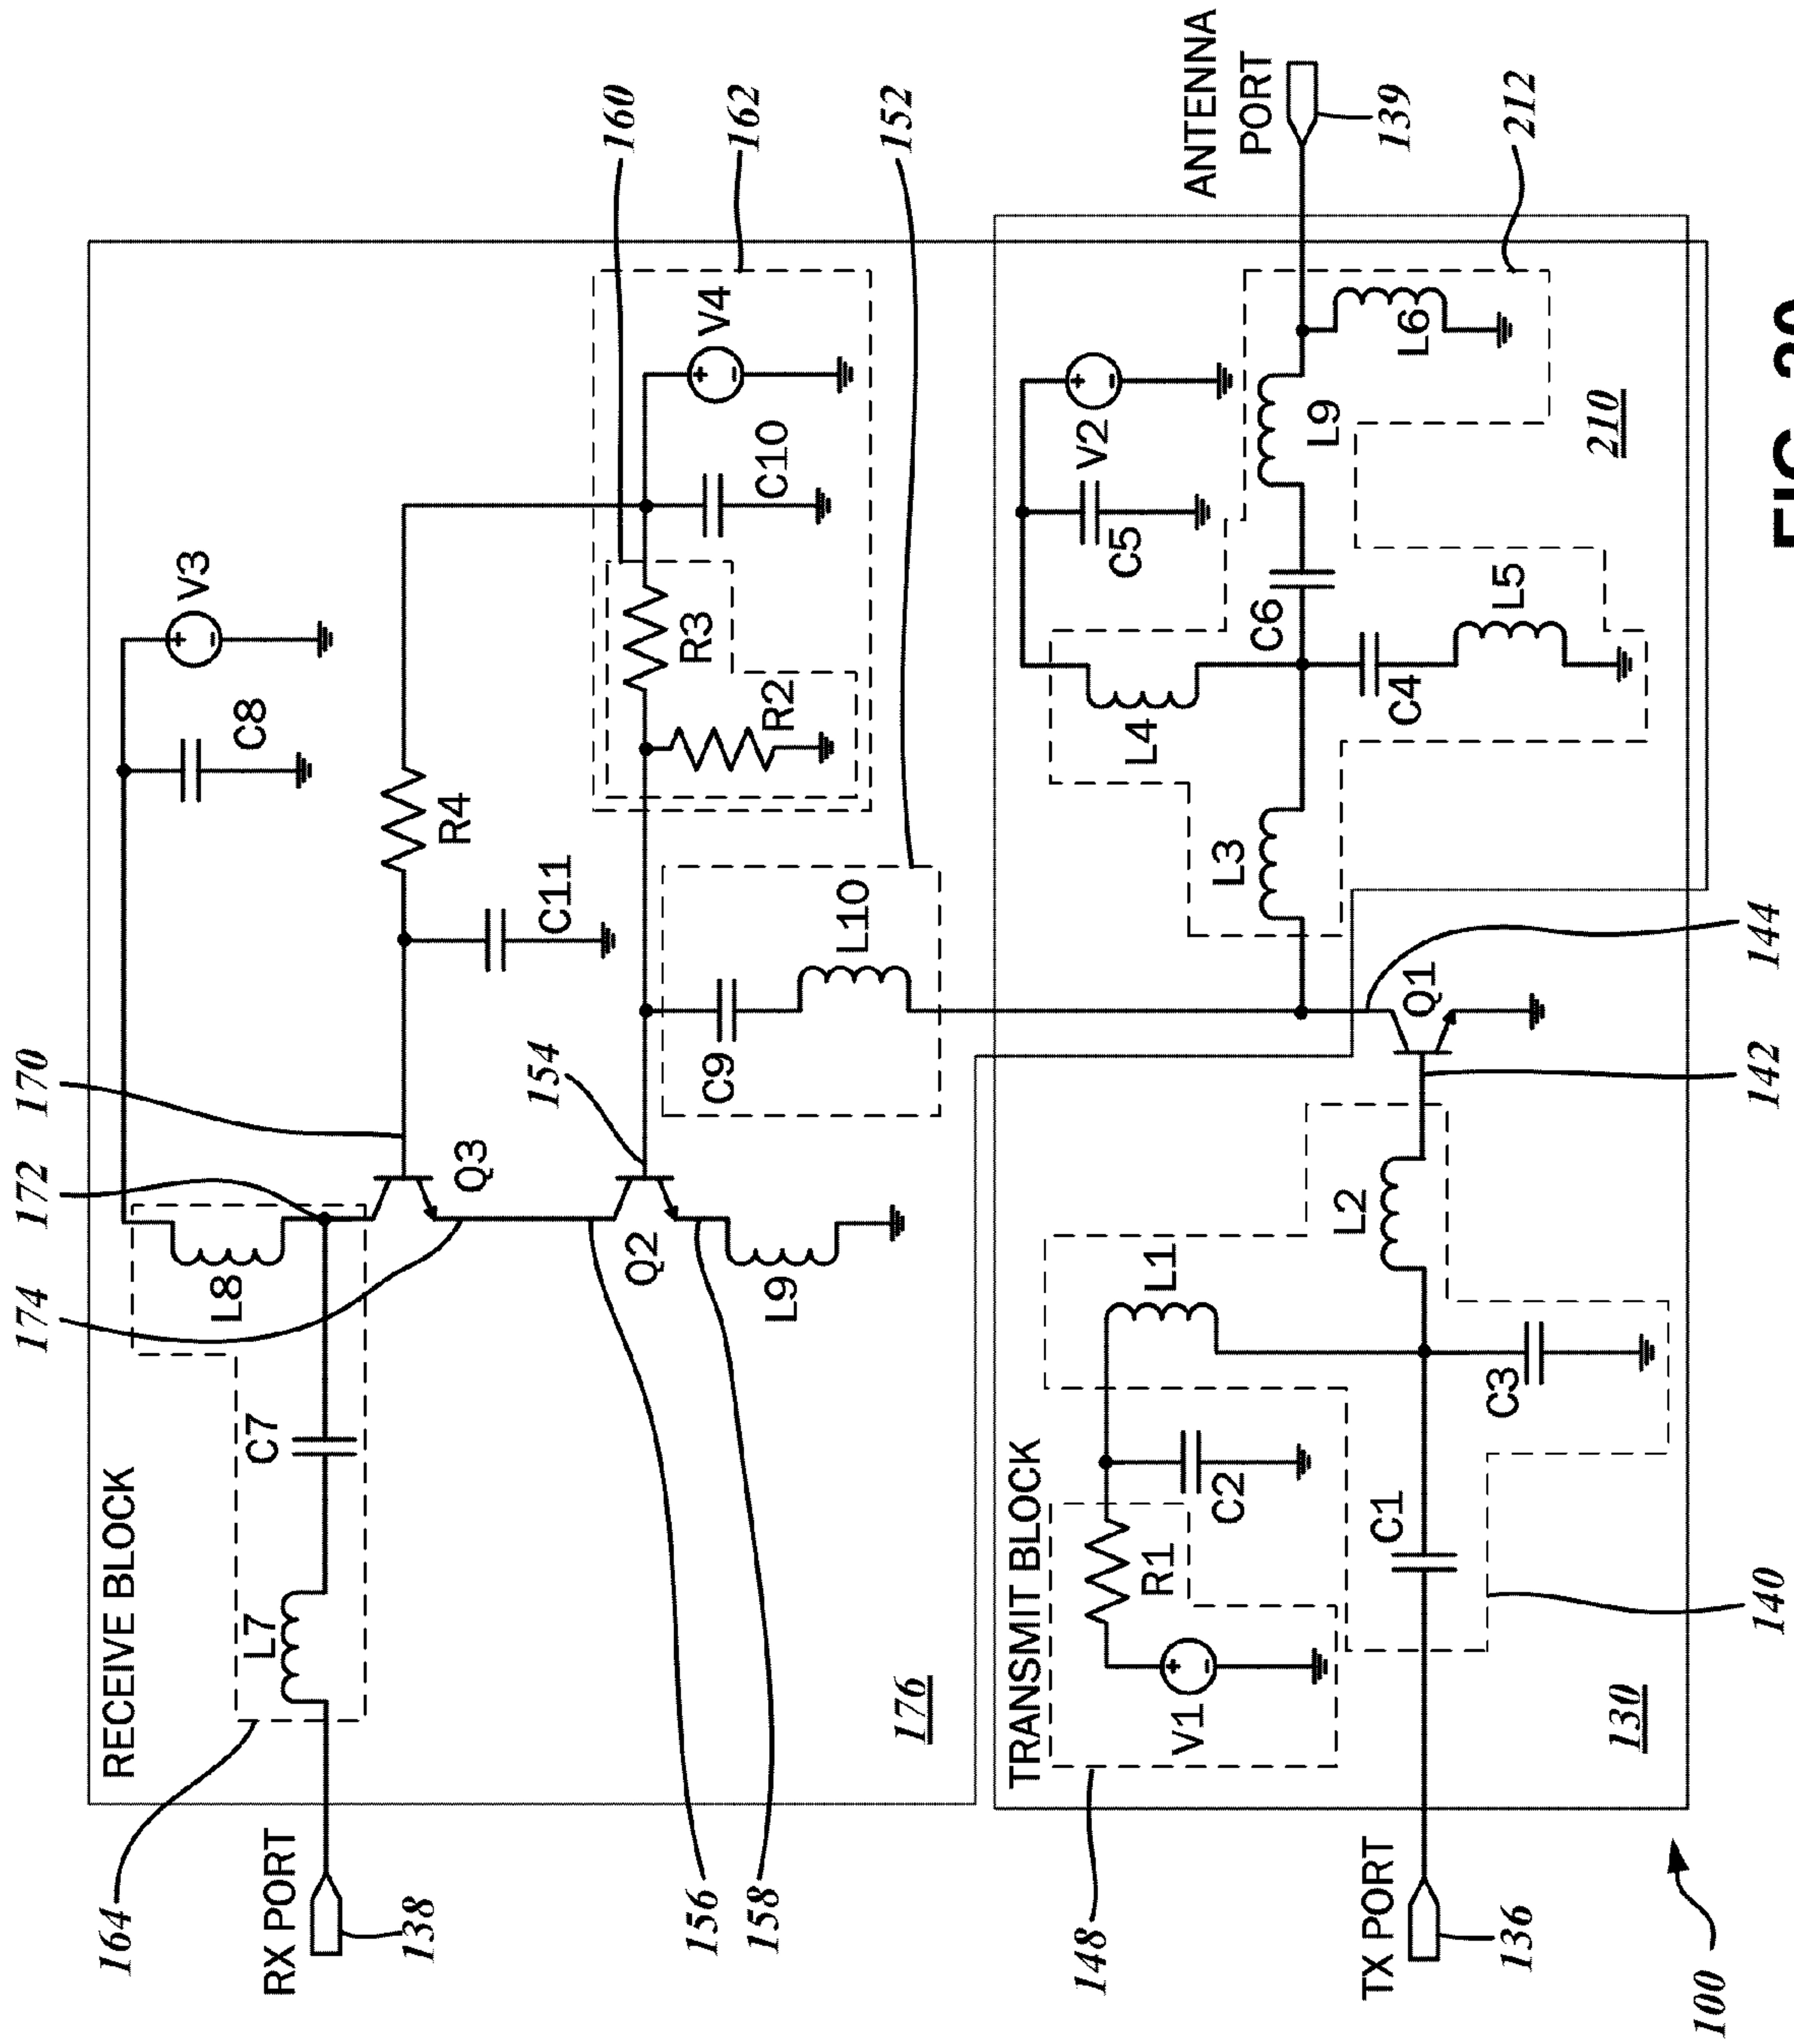 174
172
170
164
RECEIVE BLOCK
V3
L8
L7
C7
C8
RX PORT
138
R4
Q3
154
C11
160
Q2
R3
156
V4
C9
162
158
L9
R2
C10
L10
176
152
TRANSMIT BLOCK
148
V2
C5
L4
R1
L1
V1
ANTENNA
PORT
C2
L3
C6
L9
L2
TX PORT
C1
139
C4
L6
Q1
C3
L5
136
212
210
130
100
140
142
144
FIG.